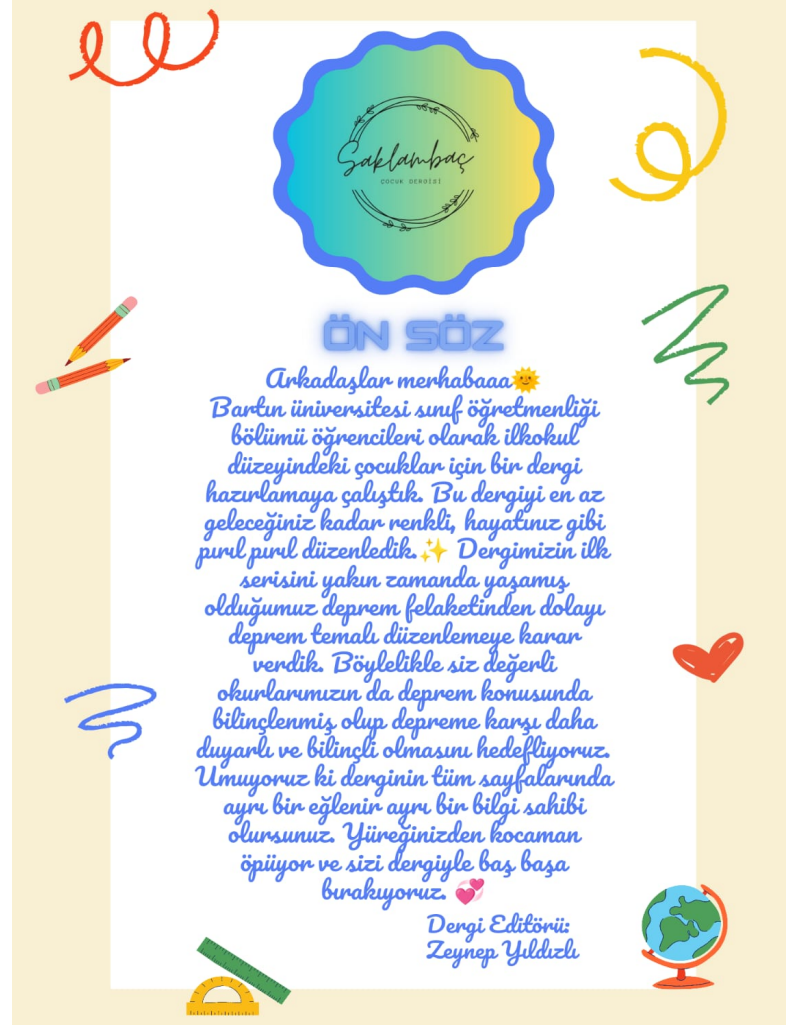 Saklambaç
ÇOCUK DERGİSİ
ÖN SÖZ
Arkadaşlar merhabaaa🌞
Bartın üniversitesi sınıf öğretmenliği
bölümü öğrencileri olarak ilkokul
düzeyindeki çocuklar için bir dergi
hazırlamaya çalıştık. Bu dergiyi en az
geleceğiniz kadar renkli, hayatınız gibi
pırıl pırıl düzenledik.✨ Dergimizin ilk
serisini yakın zamanda yaşamış
olduğumuz deprem felaketinden dolayı
deprem temalı düzenlemeye karar
verdik. Böylelikle siz değerli
okurlarımızın da deprem konusunda
bilinçlenmiş olup depreme karşı daha
duyarlı ve bilinçli olmasını hedefliyoruz.
Umuyoruz ki derginin tüm sayfalarında
ayrı bir eğlenir ayrı bir bilgi sahibi
olursunuz. Yüreğinizden kocaman
öpüyor ve sizi dergiyle baş başa
bırakıyoruz. 💞
Dergi Editörü:
Zeynep Yıldızlı